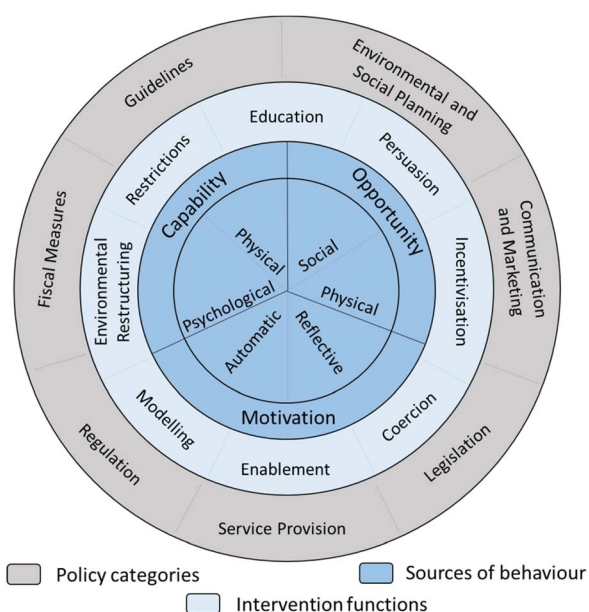 Guidelines
Environmental and
Social Planning
Communication
and Marketing
Legislation
Service Provision
Regulation
Fiscal Measures
Education
Persuasion
Incentivisation
Coercion
Enablement
Modelling
Environmental
Restructuring
Restrictions
Capability
Opportunity
Motivation
Physical
Social
Physical
Reflective
Automatic
Psychological
Policy categories
Sources of behaviour
Intervention functions